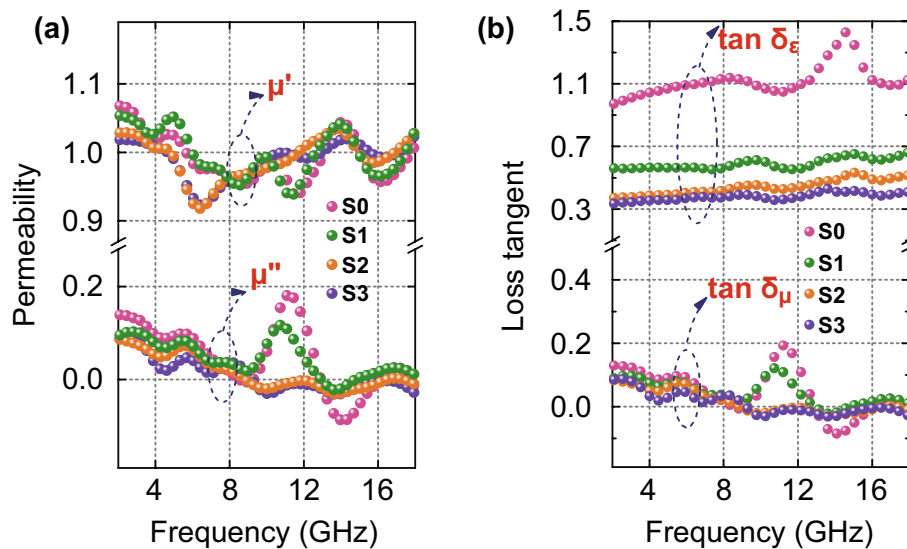 (a)
Permeability
1.1
1.0
0.9
0.2
0.0
μ'
μ"
S0
S1
S2
S3
4
8
12
16
Frequency (GHz)
(b)
Loss tangent
1.5
1.1
0.7
0.3
0.4
0.2
0.0
tan δε
tan δμ
S0
S1
S2
S3
4
8
12
16
Frequency (GHz)